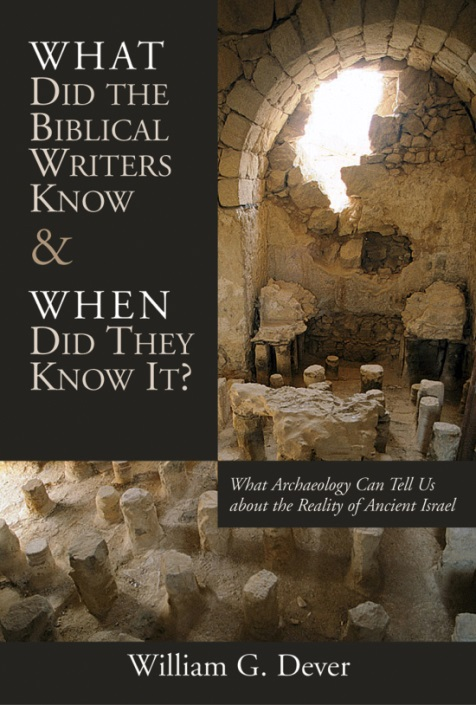 WHAT
DID THE
BIBLICAL
WRITERS
KNOW
&
WHEN
DID THEY
KNOW IT?
What Archaeology Can Tell Us
about the Reality of Ancient Israel
William G. Dever